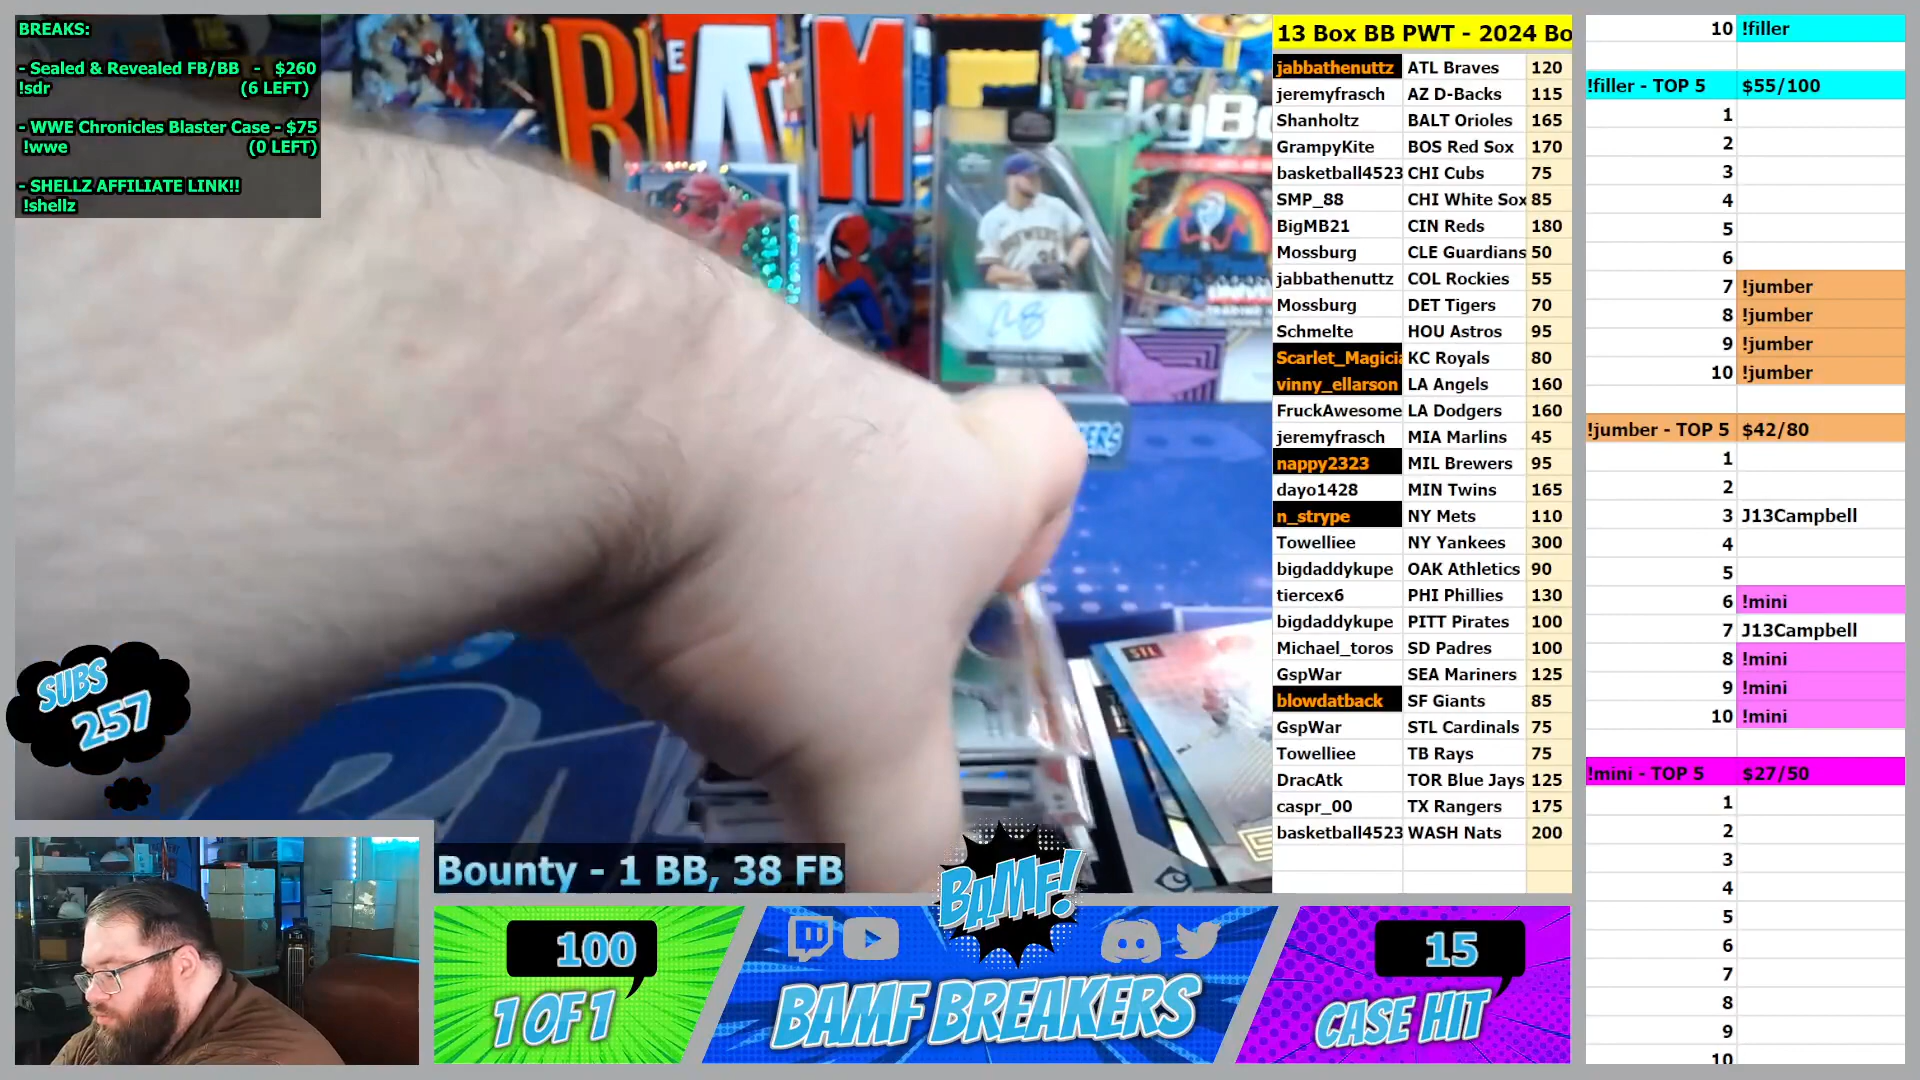 BREAKS:
- Sealed & Revealed FB/BB - $260
!sdr (6 LEFT)
- WWE Chronicles Blaster Case - $75
!wwe (0 LEFT)
- SHELLZ AFFILIATE LINK!!
!shellz
BREWERS
STL
SUBS
257
Bounty - 1 BB, 38 FB
BAMF!
100
1 OF 1
BAMF BREAKERS
15
CASE HIT
13 Box BB PWT - 2024 Bo
jabbathenuttz ATL Braves 120
jeremyfrasch AZ D-Backs 115
Shanholtz BALT Orioles 165
GrampyKite BOS Red Sox 170
basketball4523 CHI Cubs 75
SMP_88 CHI White Sox 85
BigMB21 CIN Reds 180
Mossburg CLE Guardians 50
jabbathenuttz COL Rockies 55
Mossburg DET Tigers 70
Schmelte HOU Astros 95
Scarlet_Magicia KC Royals 80
vinny_ellarson LA Angels 160
FruckAwesome LA Dodgers 160
jeremyfrasch MIA Marlins 45
nappy2323 MIL Brewers 95
dayo1428 MIN Twins 165
n_strype NY Mets 110
Towelliee NY Yankees 300
bigdaddykupe OAK Athletics 90
tiercex6 PHI Phillies 130
bigdaddykupe PITT Pirates 100
Michael_toros SD Padres 100
GspWar SEA Mariners 125
blowdatback SF Giants 85
GspWar STL Cardinals 75
Towelliee TB Rays 75
DracAtk TOR Blue Jays 125
caspr_00 TX Rangers 175
basketball4523 WASH Nats 200
10 !filler
!filler - TOP 5 $55/100
1
2
3
4
5
6
7 !jumber
8 !jumber
9 !jumber
10 !jumber
!jumber - TOP 5 $42/80
1
2
3 J13Campbell
4
5
6 !mini
7 J13Campbell
8 !mini
9 !mini
10 !mini
!mini - TOP 5 $27/50
1
2
3
4
5
6
7
8
9
10